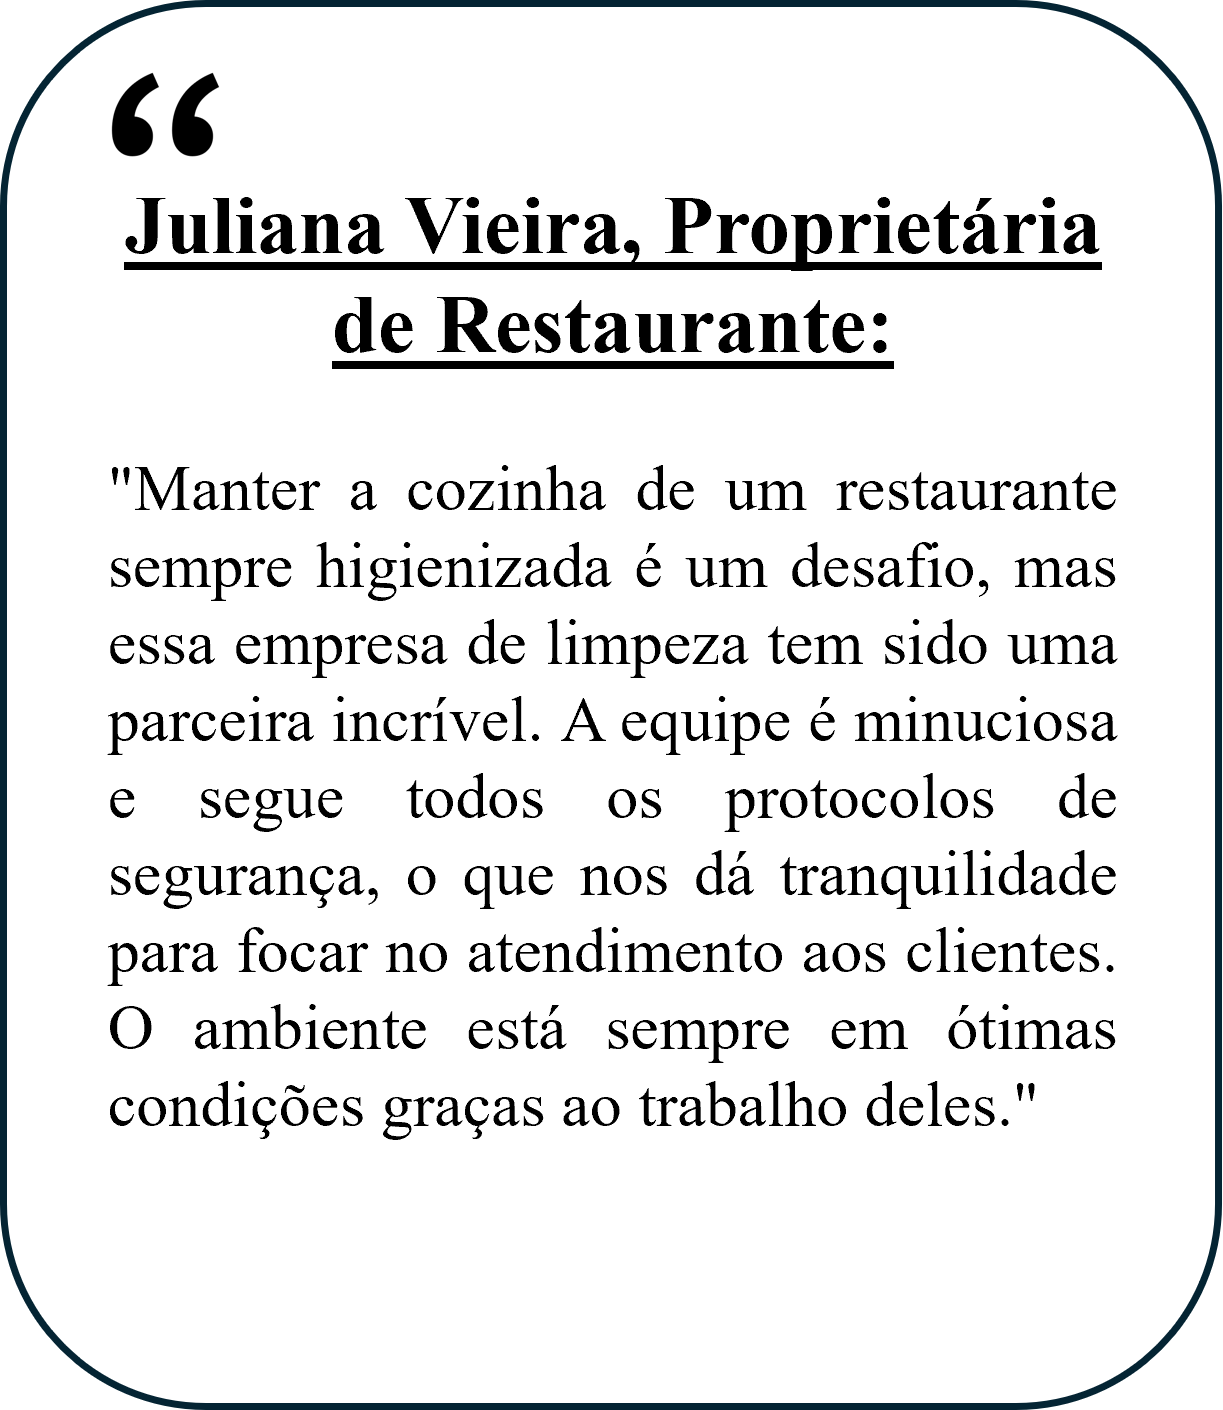 “
Juliana Vieira, Proprietária
de Restaurante:
"Manter a cozinha de um restaurante
sempre higienizada é um desafio, mas
essa empresa de limpeza tem sido uma
parceira incrível. A equipe é minuciosa
e segue todos os protocolos de
segurança, o que nos dá tranquilidade
para focar no atendimento aos clientes.
O ambiente está sempre em ótimas
condições graças ao trabalho deles."